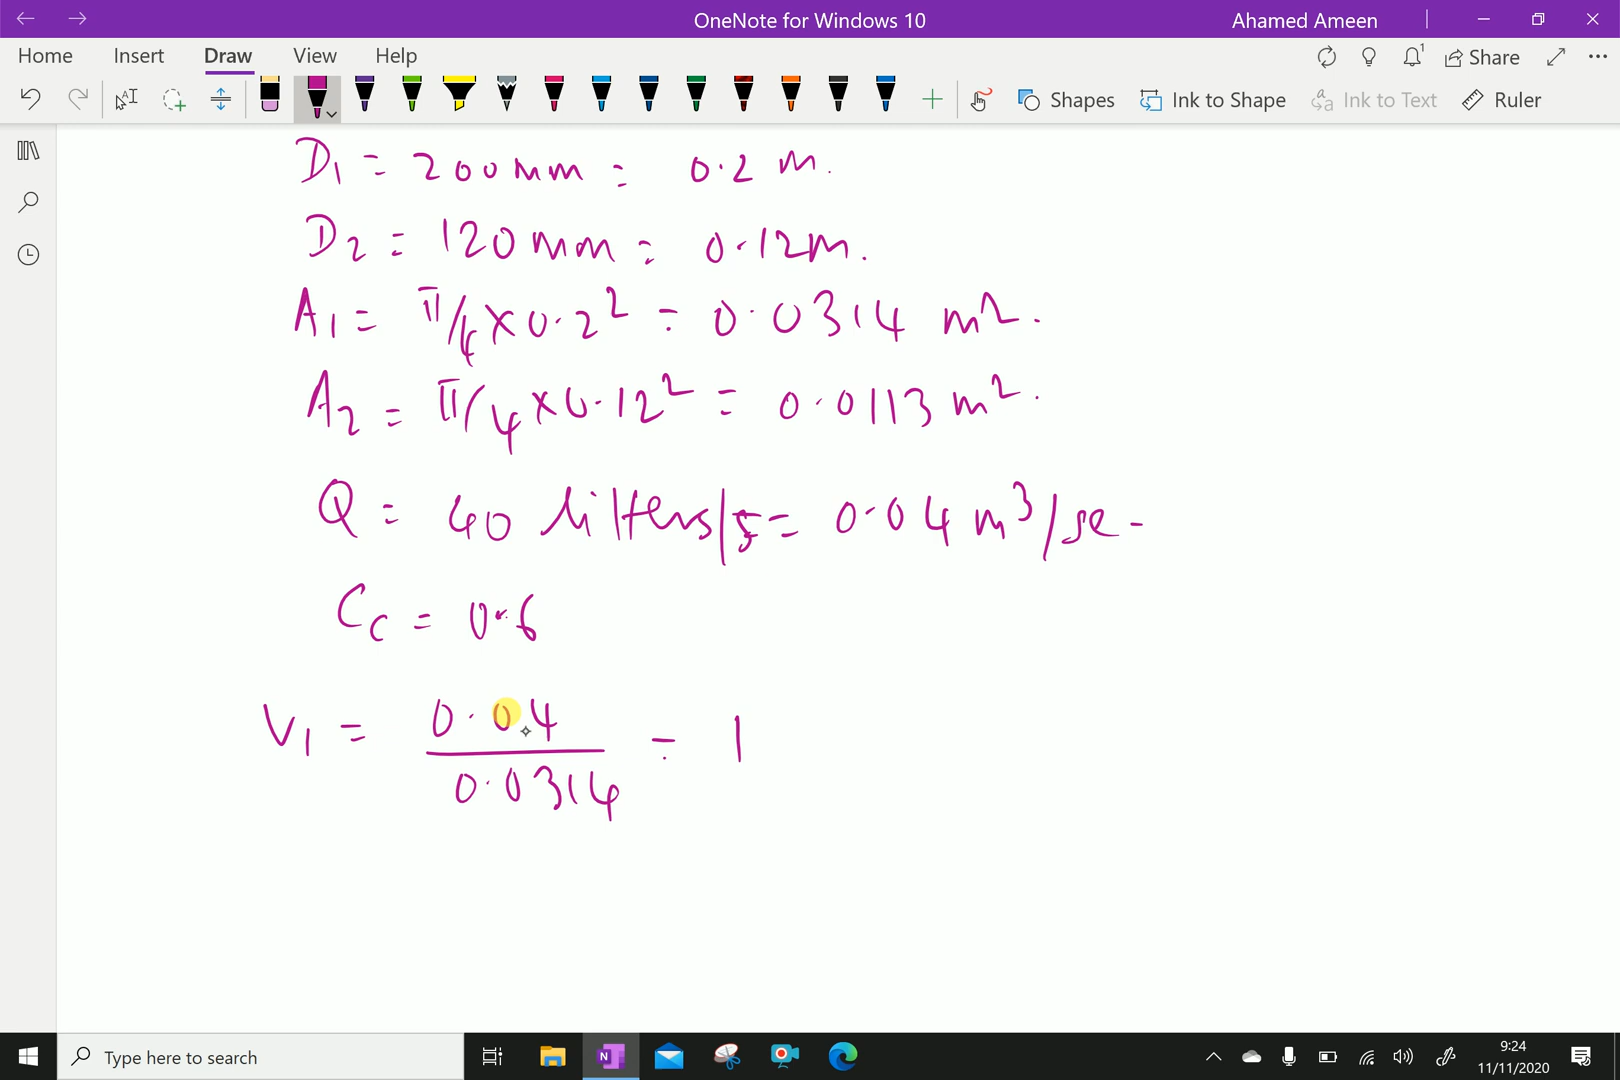 OneNote for Windows 10
Ahamed Ameen
Home Insert Draw View Help
1
Share
Shapes Ink to Shape Ink to Text Ruler
D1 = 200mm = 0.2 m.
D2 = 120mm = 0.12m.
A1 = π/4 × 0.2² = 0.0314 m².
A2 = π/4 × 0.12² = 0.0113 m².
Q = 40 litters/s = 0.04 m³/se -
Cc = 0.6
V1 = 0.04 / 0.0314 = 1
Type here to search
9:24
11/11/2020